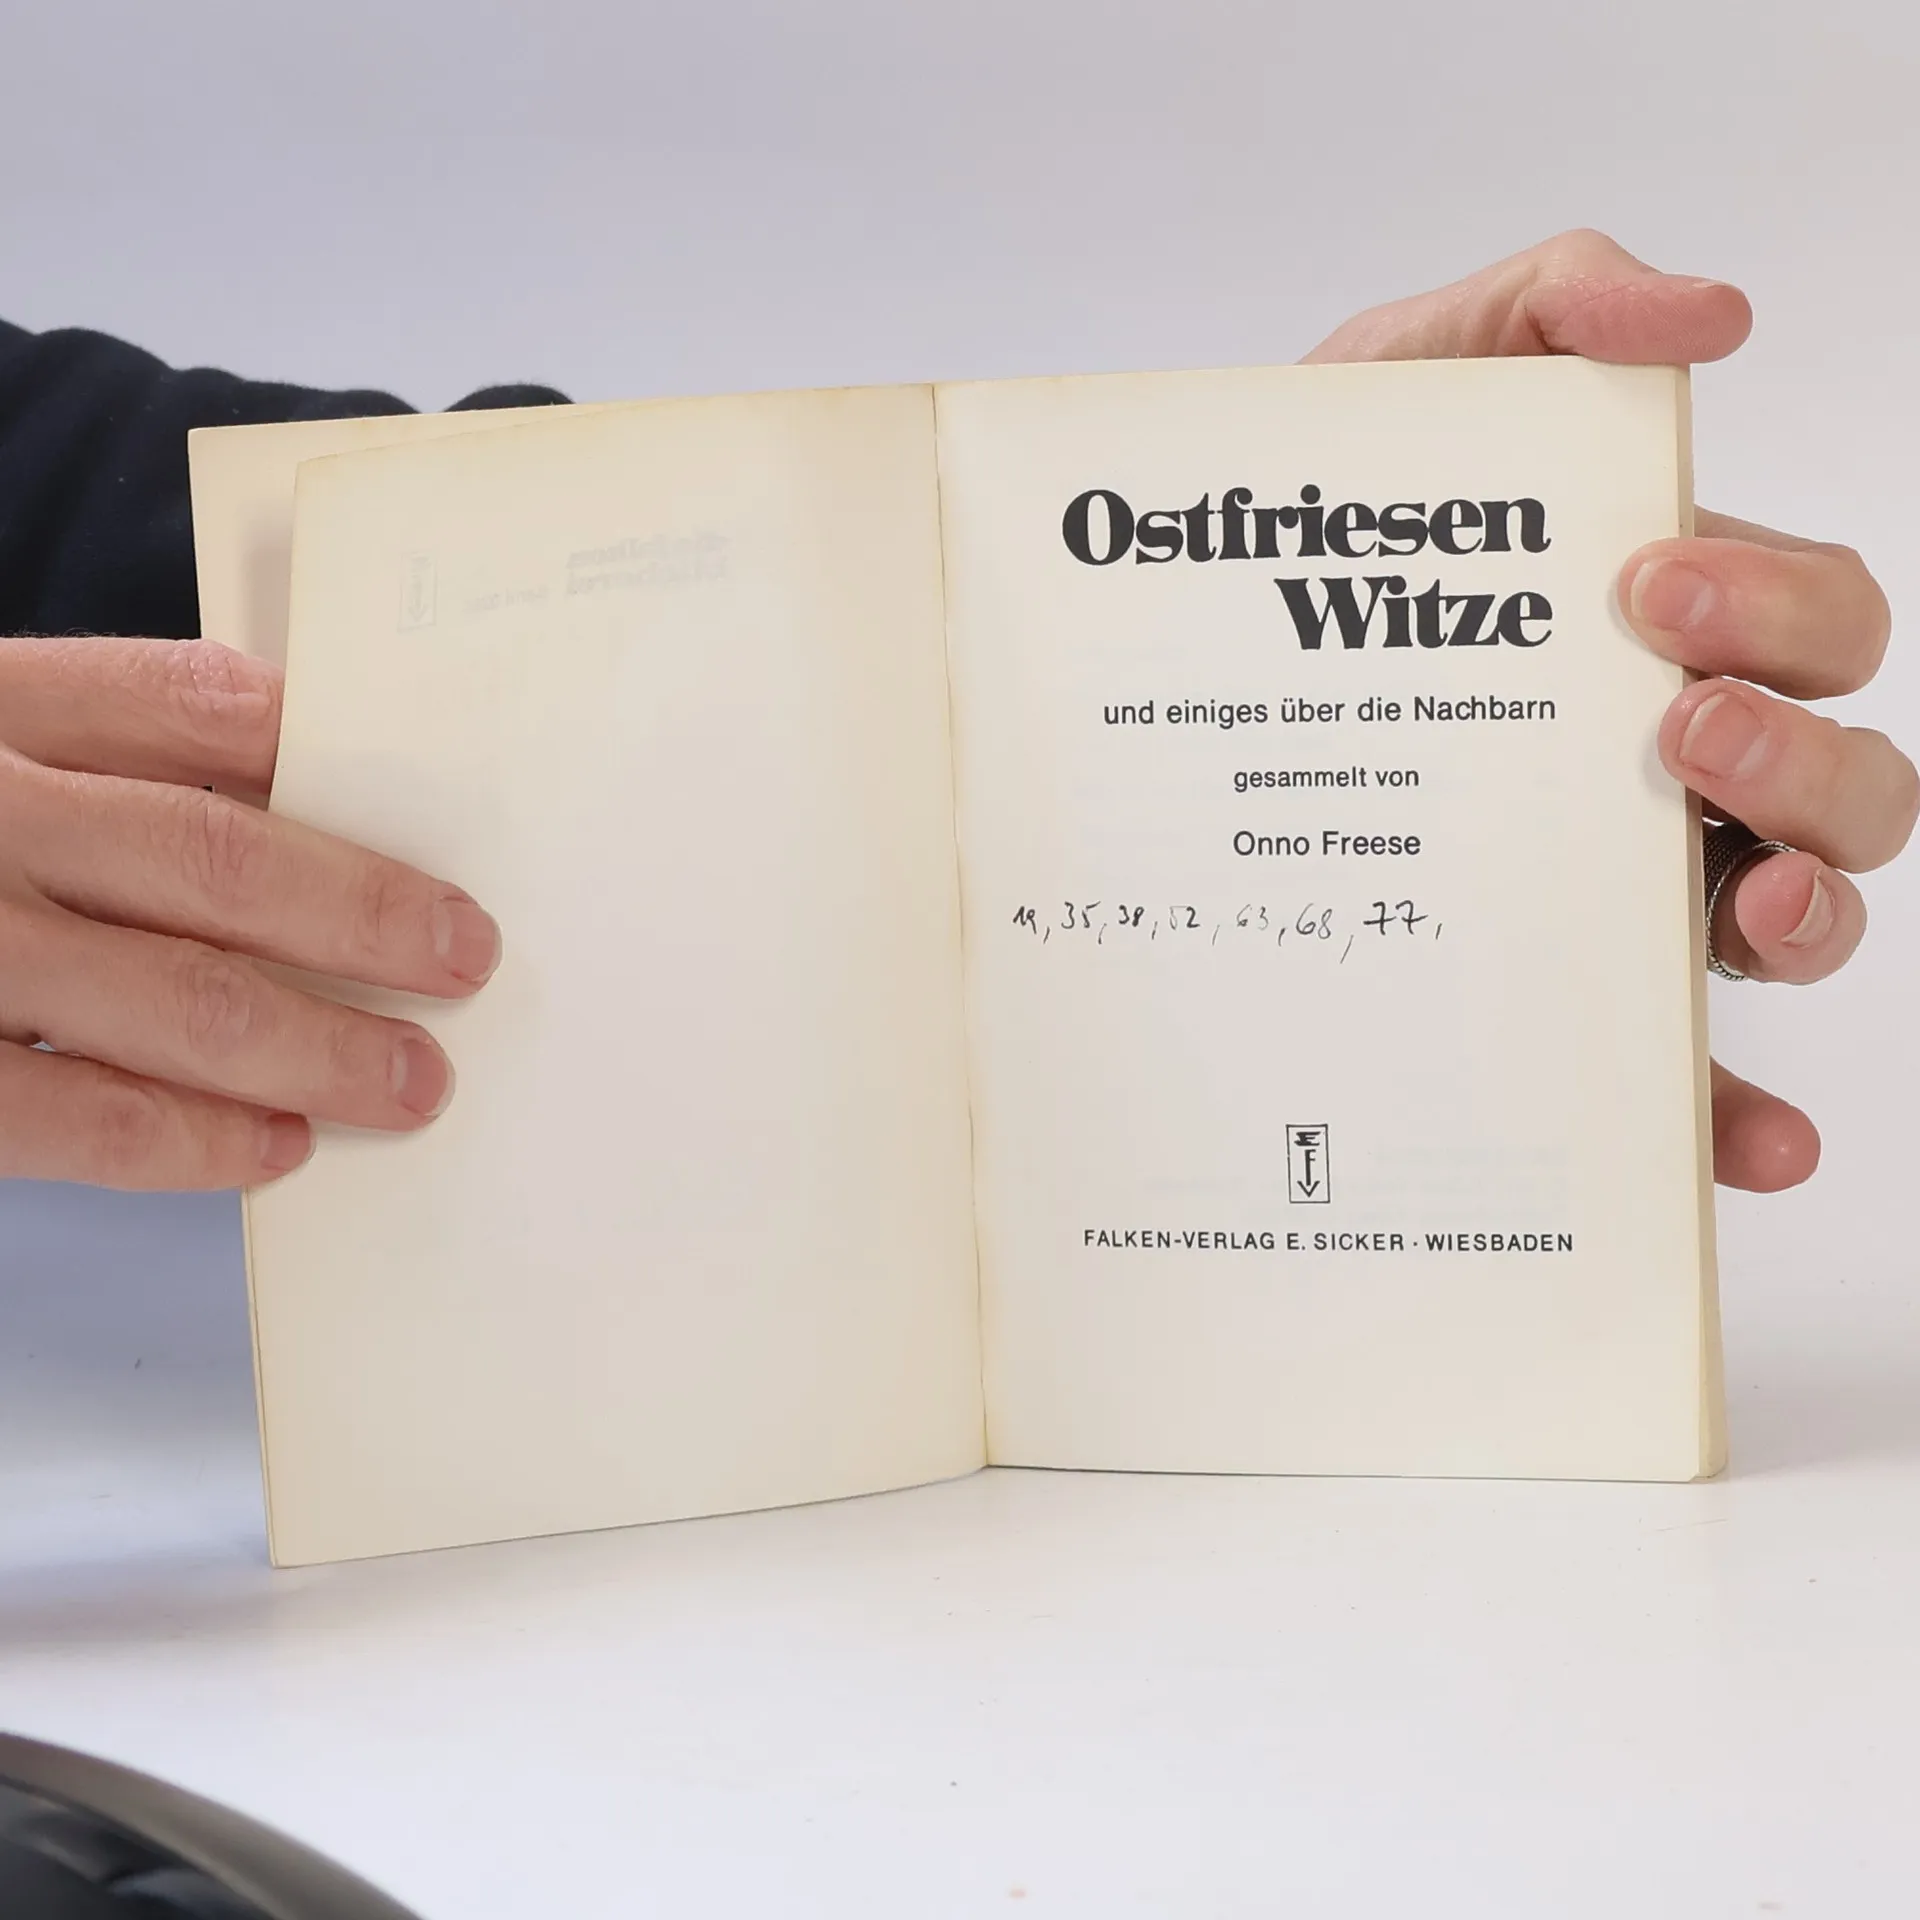 Ostfriesen
Witze
und einiges über die Nachbarn
gesammelt von
Onno Freese
19, 35, 38, 52, 63, 68, 77,
E
F
V
FALKEN-VERLAG E. SICKER · WIESBADEN